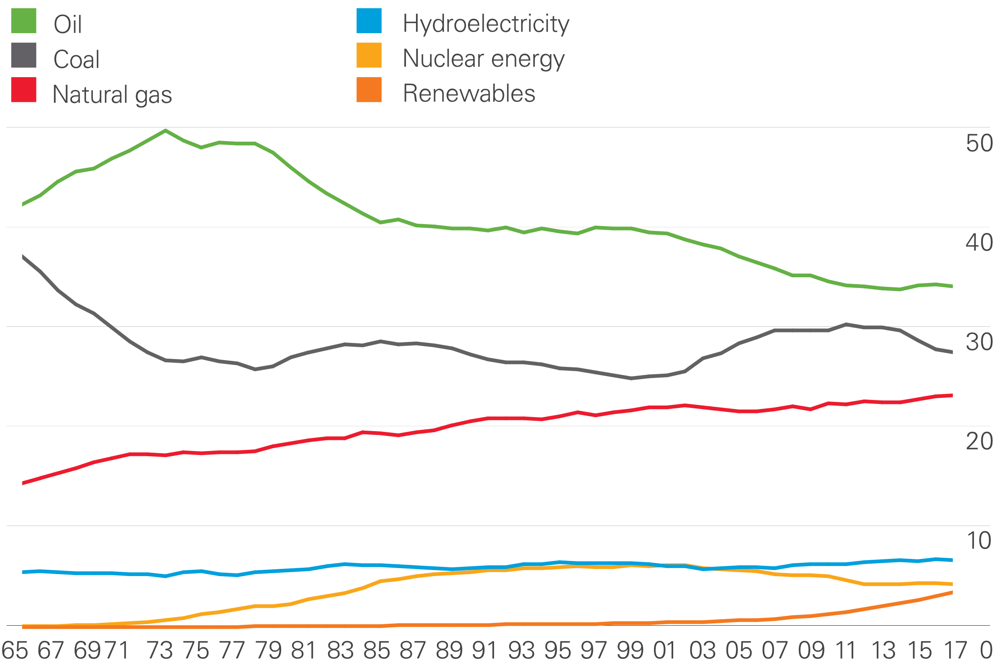 Oil
Coal
Natural gas
Hydroelectricity
Nuclear energy
Renewables
50
40
30
20
10
65 67 69 71 73 75 77 79 81 83 85 87 89 91 93 95 97 99 01 03 05 07 09 11 13 15 17 0